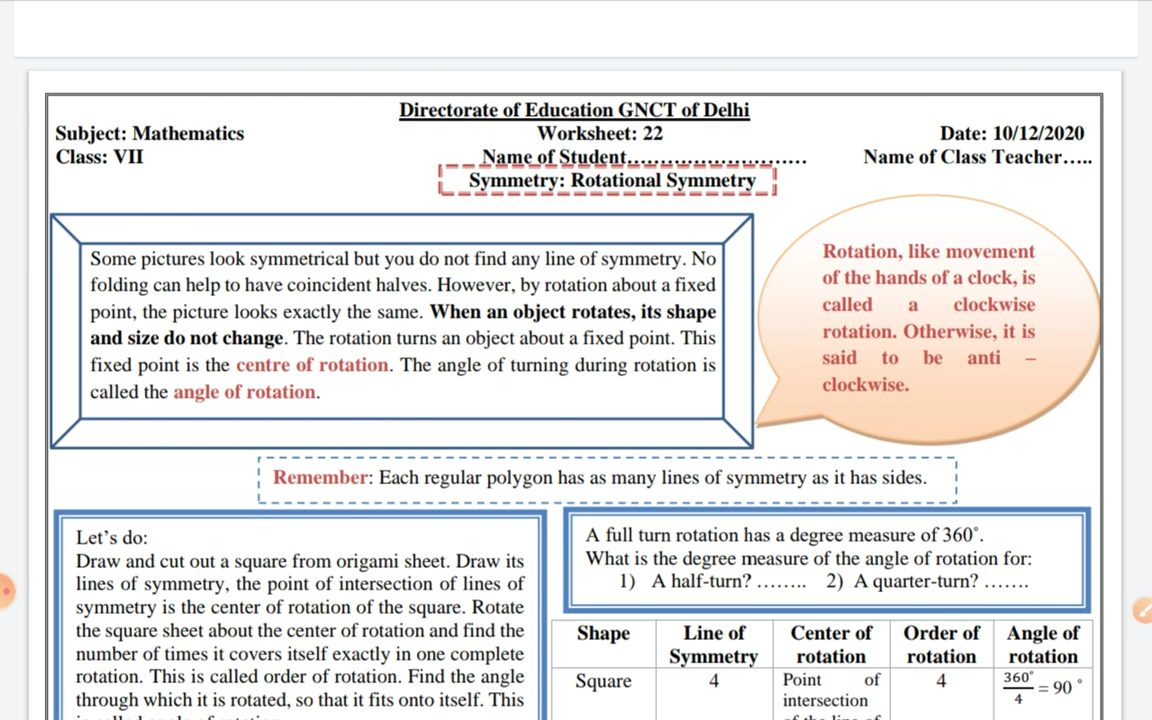 Directorate of Education GNCT of Delhi
Subject: Mathematics Worksheet: 22 Date: 10/12/2020
Class: VII Name of Student………………………. Name of Class Teacher…..
Symmetry: Rotational Symmetry
Some pictures look symmetrical but you do not find any line of symmetry. No
folding can help to have coincident halves. However, by rotation about a fixed
point, the picture looks exactly the same. When an object rotates, its shape
and size do not change. The rotation turns an object about a fixed point. This
fixed point is the centre of rotation. The angle of turning during rotation is
called the angle of rotation.
Rotation, like movement
of the hands of a clock, is
called a clockwise
rotation. Otherwise, it is
said to be anti –
clockwise.
Remember: Each regular polygon has as many lines of symmetry as it has sides.
Let’s do:
Draw and cut out a square from origami sheet. Draw its
lines of symmetry, the point of intersection of lines of
symmetry is the center of rotation of the square. Rotate
the square sheet about the center of rotation and find the
number of times it covers itself exactly in one complete
rotation. This is called order of rotation. Find the angle
through which it is rotated, so that it fits onto itself. This
A full turn rotation has a degree measure of 360°.
What is the degree measure of the angle of rotation for:
1) A half-turn? …….. 2) A quarter-turn? …….
Shape Line of Center of Order of Angle of
Symmetry rotation rotation rotation
Square 4 Point of 4 360°/4 = 90 °
intersection